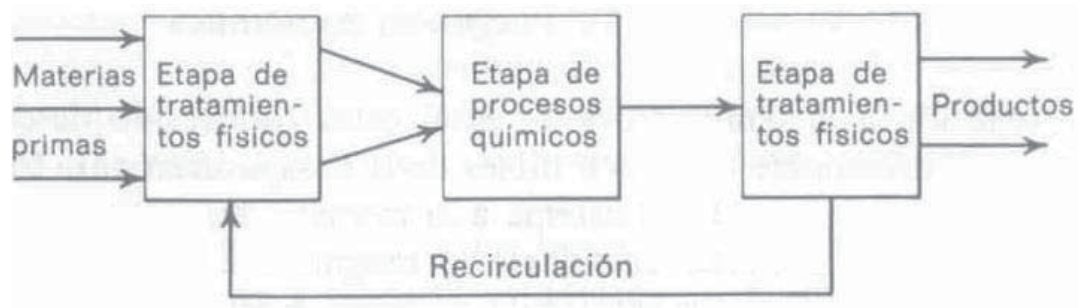 Materias
primas
Etapa de
tratamien-
tos físicos
Etapa de
procesos
químicos
Etapa de
tratamien-
tos físicos
Productos
Recirculación